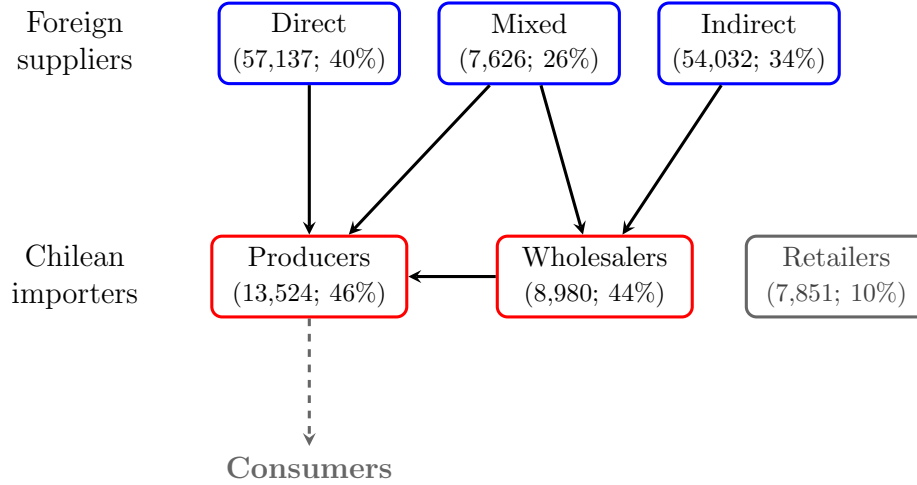 Foreign
suppliers
Direct
(57,137; 40%)
Mixed
(7,626; 26%)
Indirect
(54,032; 34%)
Chilean
importers
Producers
(13,524; 46%)
Wholesalers
(8,980; 44%)
Retailers
(7,851; 10%)
Consumers